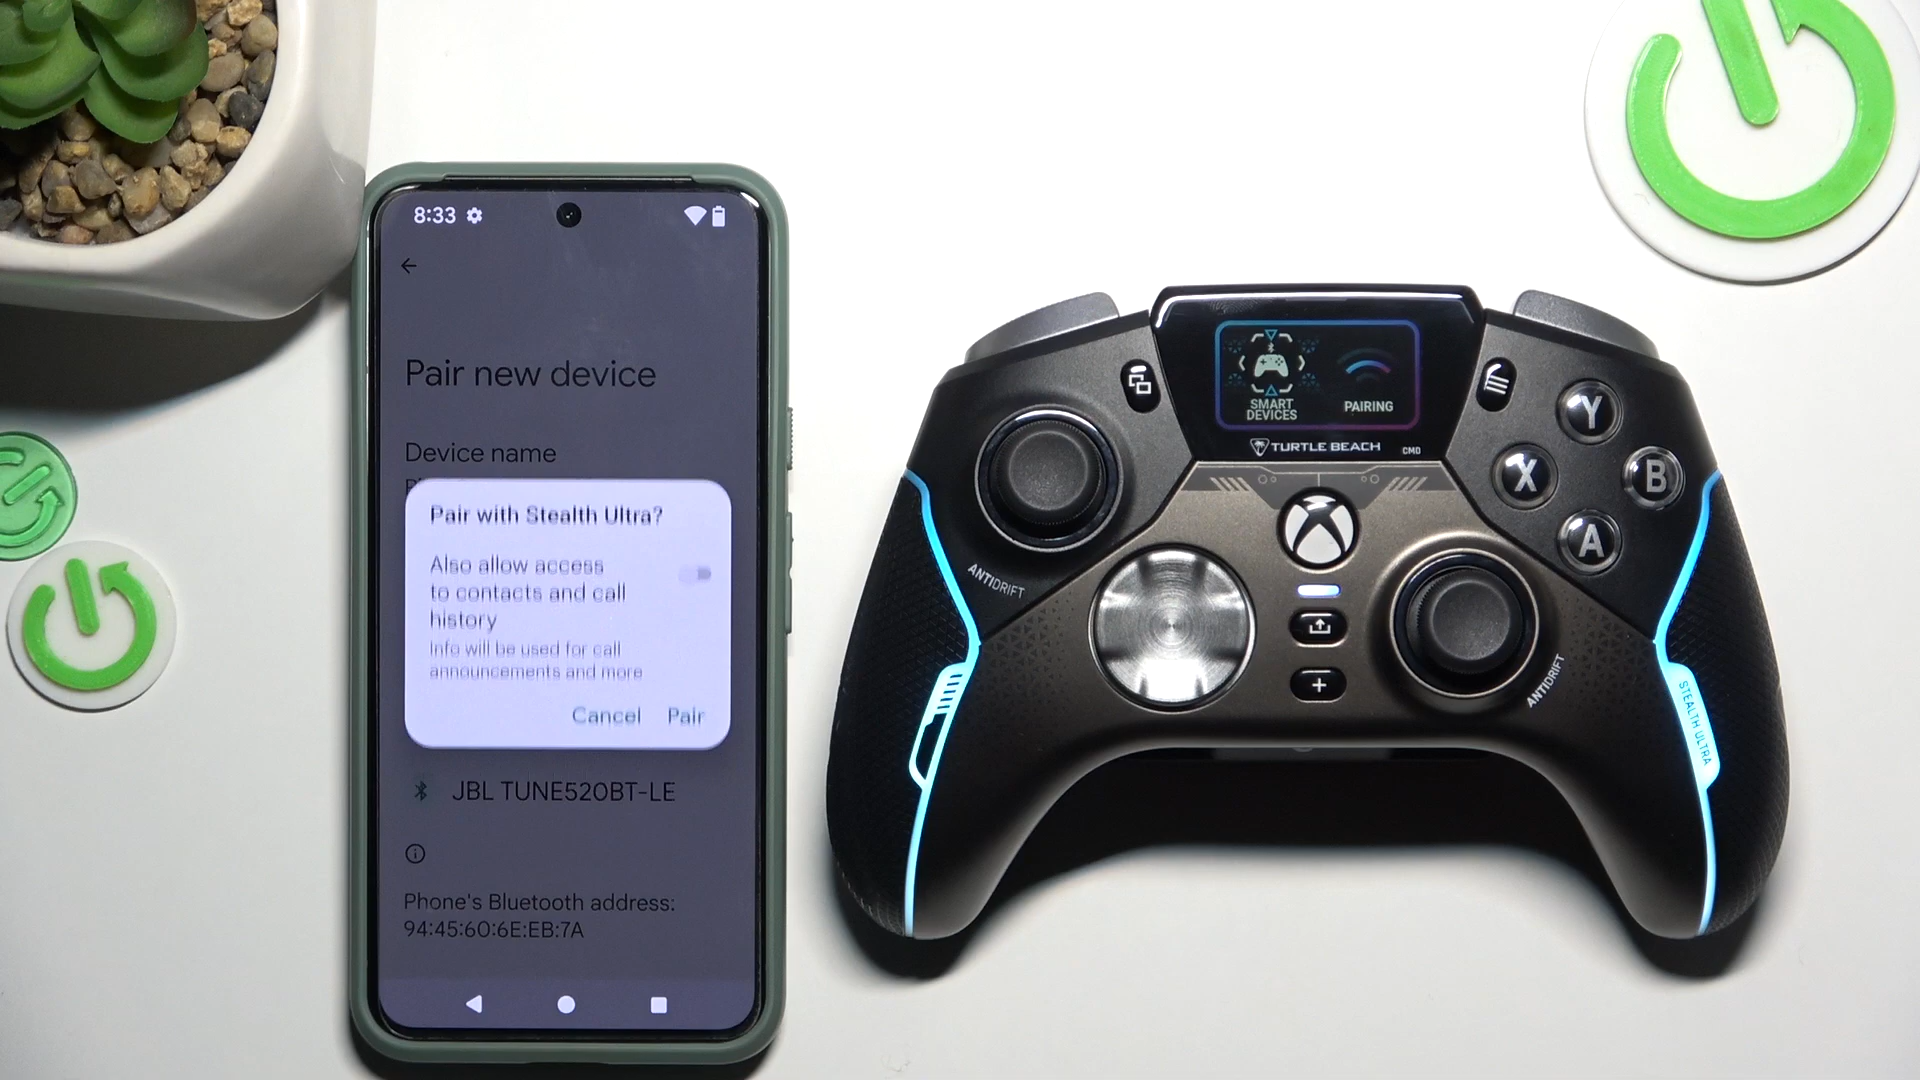 8:33
Pair new device
Device name
Pair with Stealth Ultra?
Also allow access
to contacts and call
history
Info will be used for call
announcements and more
Cancel Pair
JBL TUNE520BT-LE
Phone's Bluetooth address:
94:45:60:6E:EB:7A
SMART
DEVICES
PAIRING
TURTLE BEACH
CMD
Y
X
B
A
ANTIDRIFT
ANTIDRIFT
STEALTH ULTRA